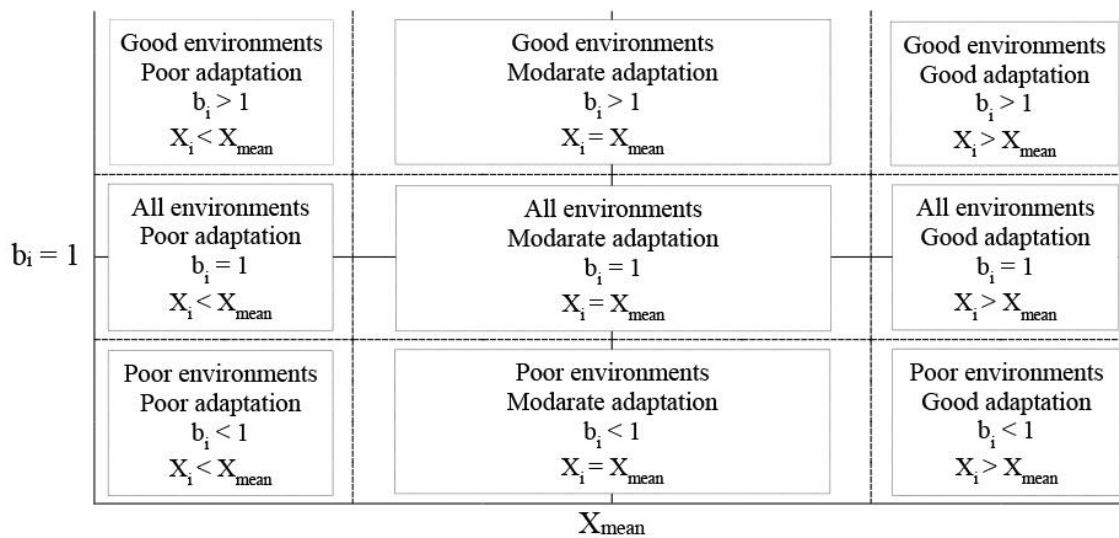 Good environments
Poor adaptation
b_i > 1
X_i < X_mean
Good environments
Modarate adaptation
b_i > 1
X_i = X_mean
Good environments
Good adaptation
b_i > 1
X_i > X_mean
b_i = 1
All environments
Poor adaptation
b_i = 1
X_i < X_mean
All environments
Modarate adaptation
b_i = 1
X_i = X_mean
All environments
Good adaptation
b_i = 1
X_i > X_mean
Poor environments
Poor adaptation
b_i < 1
X_i < X_mean
Poor environments
Modarate adaptation
b_i < 1
X_i = X_mean
Poor environments
Good adaptation
b_i < 1
X_i > X_mean
X_mean